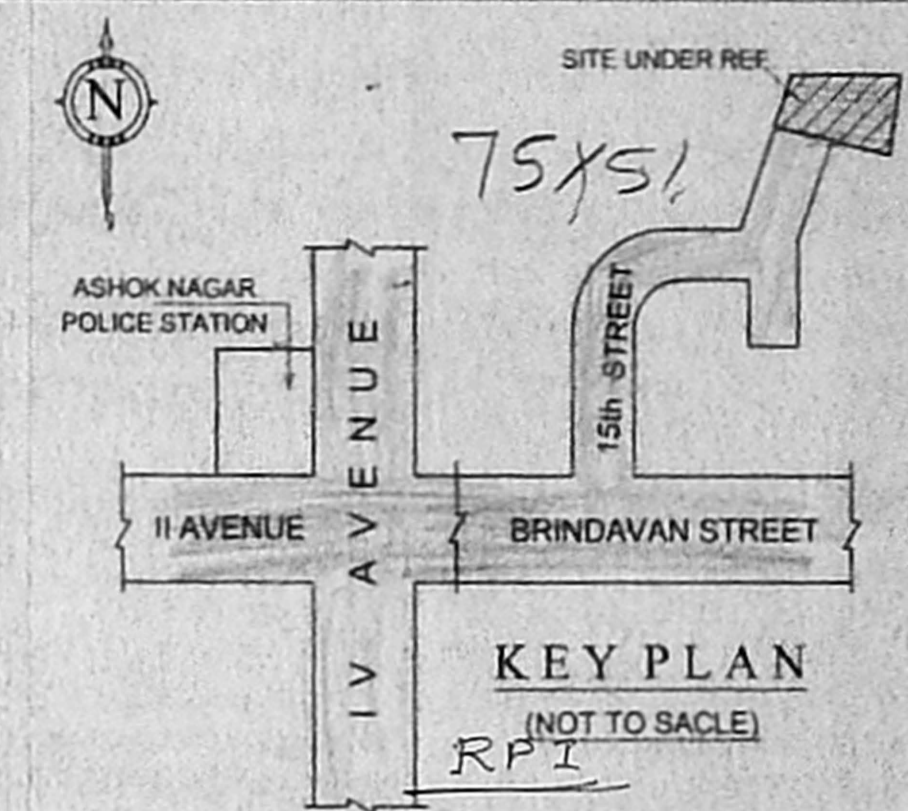 N
SITE UNDER REF.
75X51
ASHOK NAGAR
POLICE STATION
IV AVENUE
15th STREET
II AVENUE
BRINDAVAN STREET
KEY PLAN
(NOT TO SACLE)
RPI